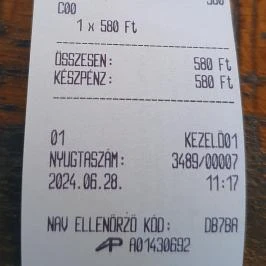 C00 580
1 x 580 Ft
ÖSSZESEN: 580 Ft
KÉSZPÉNZ: 580 Ft
01 KEZELŐ01
NYUGTASZÁM: 3489/00007
2024.06.28. 11:17
NAV ELLENŐRZŐ KÓD: DB7BA
AP A01430692